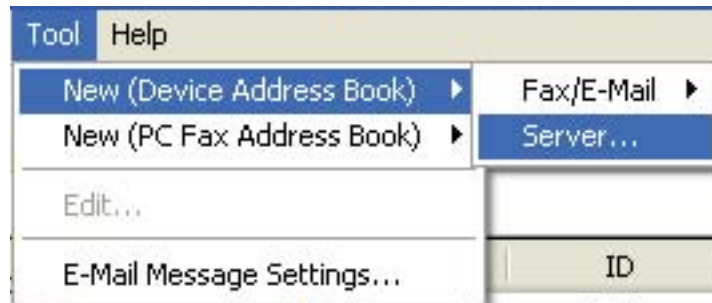 Tool Help
New (Device Address Book) Fax/E-Mail
New (PC Fax Address Book) Server...
Edit...
E-Mail Message Settings... ID